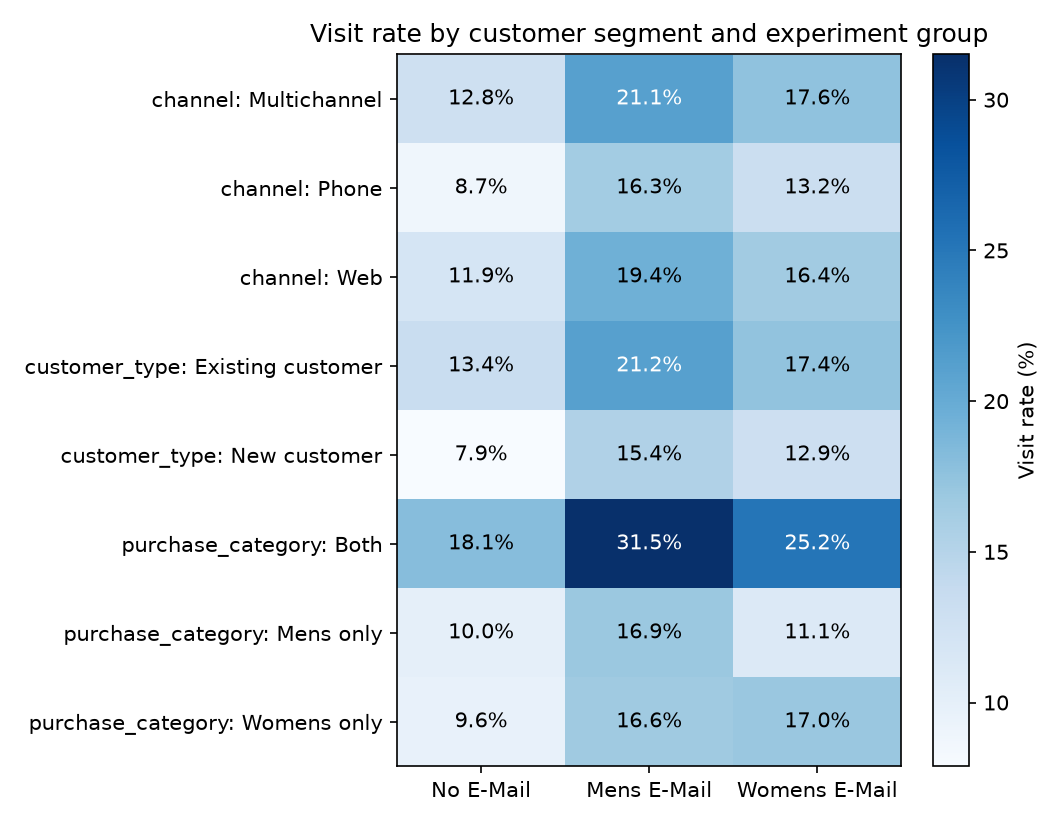 Visit rate by customer segment and experiment group
channel: Multichannel 12.8% 21.1% 17.6%
channel: Phone 8.7% 16.3% 13.2%
channel: Web 11.9% 19.4% 16.4%
customer_type: Existing customer 13.4% 21.2% 17.4%
customer_type: New customer 7.9% 15.4% 12.9%
purchase_category: Both 18.1% 31.5% 25.2%
purchase_category: Mens only 10.0% 16.9% 11.1%
purchase_category: Womens only 9.6% 16.6% 17.0%
No E-Mail Mens E-Mail Womens E-Mail
30
25
20
15
10
Visit rate (%)